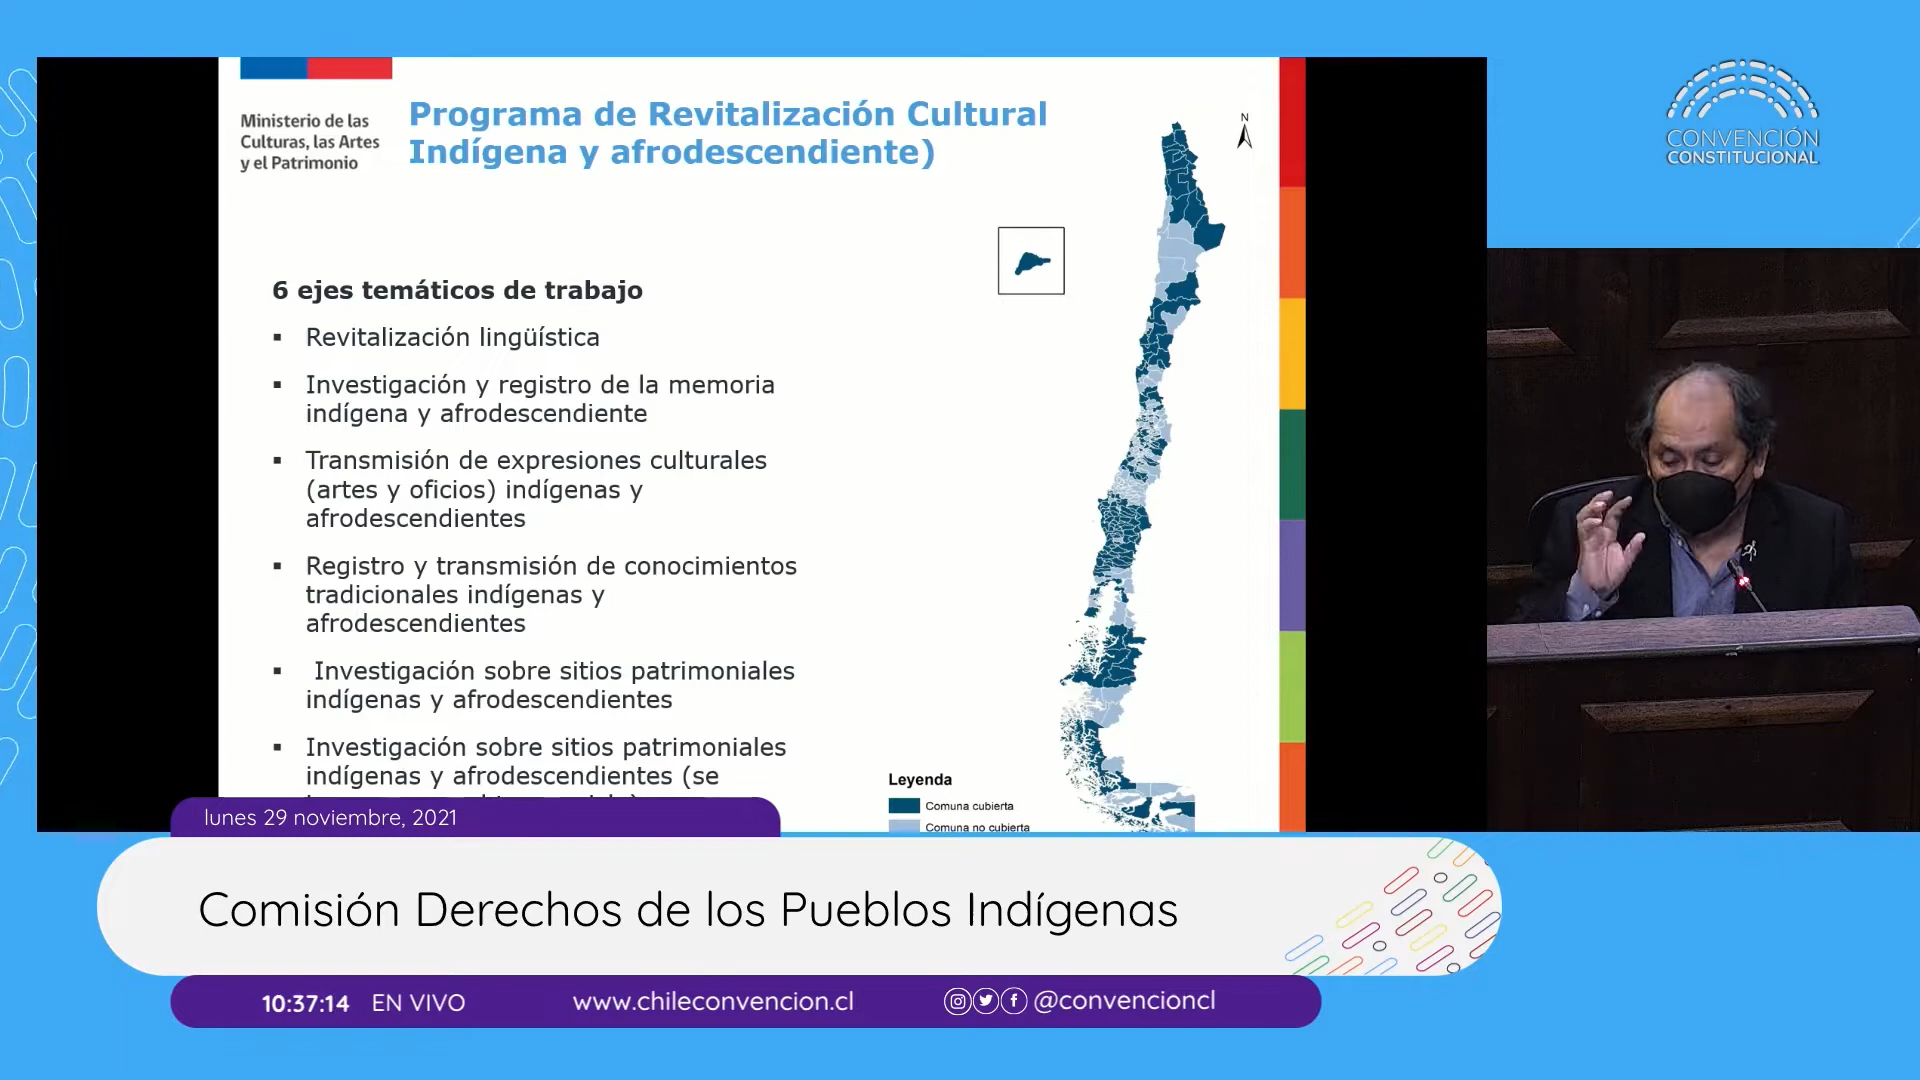 Ministerio de las
Culturas, las Artes
y el Patrimonio
Programa de Revitalización Cultural
Indígena y afrodescendiente)
N
CONVENCIÓN
CONSTITUCIONAL
6 ejes temáticos de trabajo
▪ Revitalización lingüística
▪ Investigación y registro de la memoria
indígena y afrodescendiente
▪ Transmisión de expresiones culturales
(artes y oficios) indígenas y
afrodescendientes
▪ Registro y transmisión de conocimientos
tradicionales indígenas y
afrodescendientes
▪ Investigación sobre sitios patrimoniales
indígenas y afrodescendientes
▪ Investigación sobre sitios patrimoniales
indígenas y afrodescendientes (se
Leyenda
Comuna cubierta
Comuna no cubierta
lunes 29 noviembre, 2021
Comisión Derechos de los Pueblos Indígenas
10:37:14 EN VIVO
www.chileconvencion.cl
@convencioncl